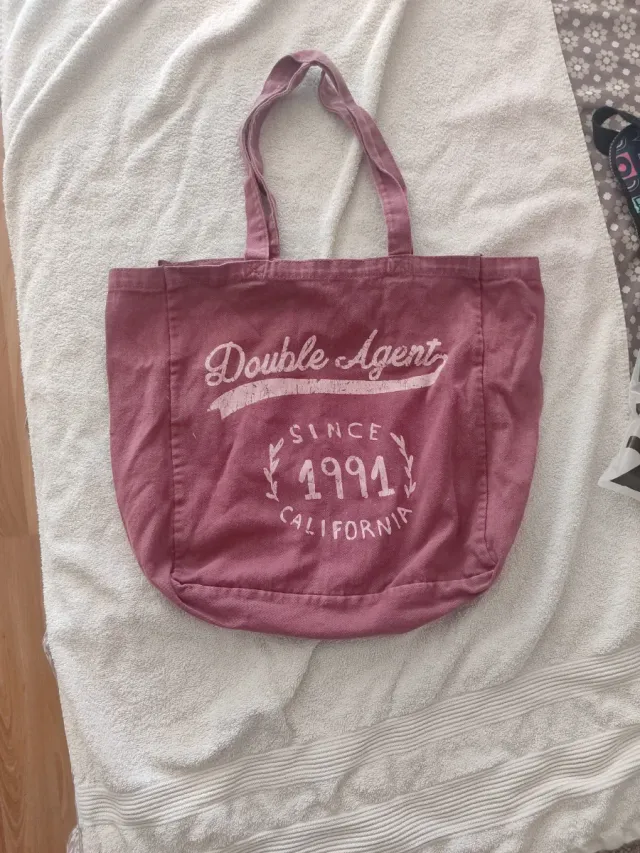 Double Agent
SINCE
1991
CALIFORNIA